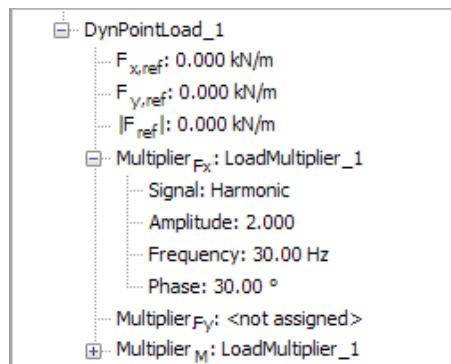 DynPointLoad_1
Fx,ref: 0.000 kN/m
Fy,ref: 0.000 kN/m
|Fref|: 0.000 kN/m
MultiplierFx: LoadMultiplier_1
Signal: Harmonic
Amplitude: 2.000
Frequency: 30.00 Hz
Phase: 30.00 °
MultiplierFy: <not assigned>
MultiplierM: LoadMultiplier_1